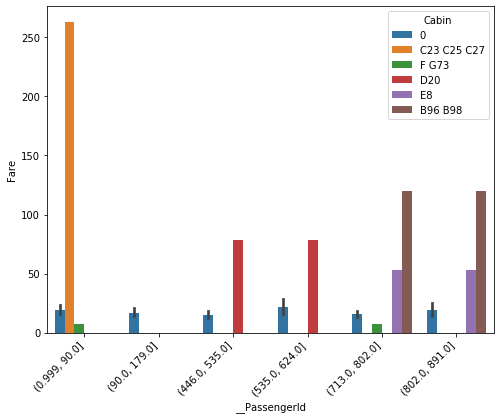 Cabin
0
C23 C25 C27
F G73
D20
E8
B96 B98
Fare
250
200
150
100
50
0
(0.999, 90.0]
(90.0, 179.0]
(446.0, 535.0]
(535.0, 624.0]
(713.0, 802.0]
(802.0, 891.0]
__PassengerId